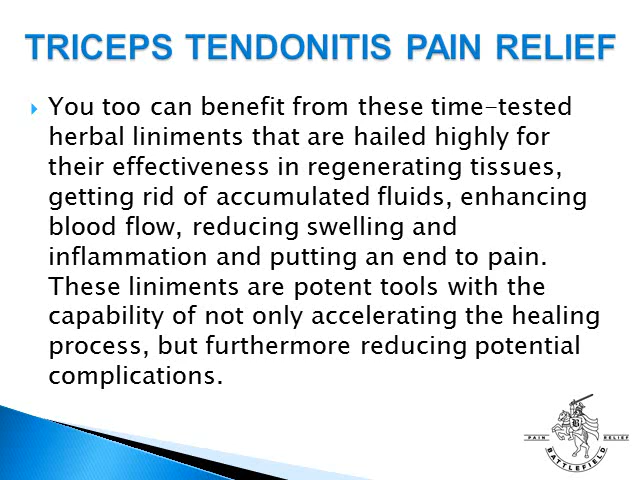 TRICEPS TENDONITIS PAIN RELIEF
You too can benefit from these time-tested
herbal liniments that are hailed highly for
their effectiveness in regenerating tissues,
getting rid of accumulated fluids, enhancing
blood flow, reducing swelling and
inflammation and putting an end to pain.
These liniments are potent tools with the
capability of not only accelerating the healing
process, but furthermore reducing potential
complications.
B
PAIN RELIEF
BATTLEFIELD